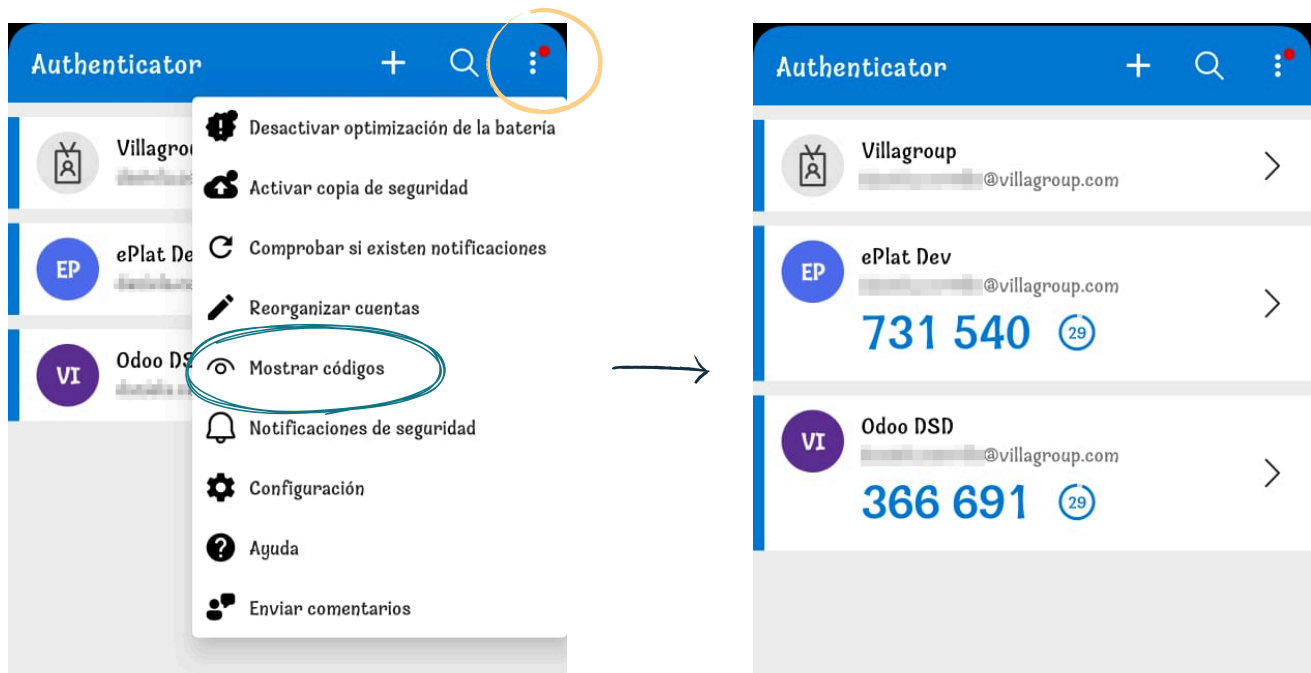 Authenticator
Villagro
ePlat De
EP
Odoo DS
VI
Desactivar optimización de la batería
Activar copia de seguridad
Comprobar si existen notificaciones
Reorganizar cuentas
Mostrar códigos
Notificaciones de seguridad
Configuración
Ayuda
Enviar comentarios
Authenticator
Villagroup
@villagroup.com
EP
ePlat Dev
@villagroup.com
731 540 29
VI
Odoo DSD
@villagroup.com
366 691 29